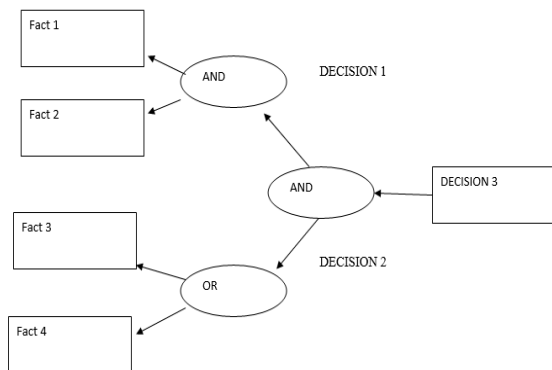 Fact 1
AND
DECISION 1
Fact 2
AND
DECISION 3
Fact 3
DECISION 2
OR
Fact 4